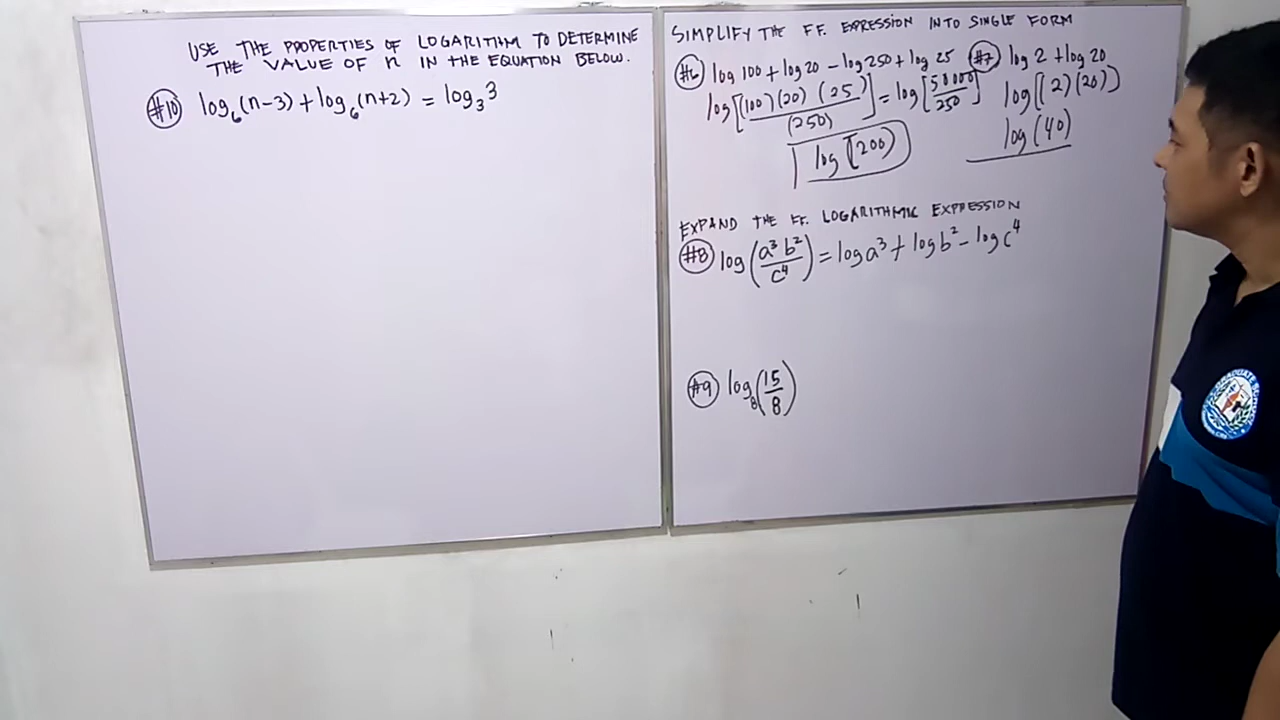 USE THE PROPERTIES OF LOGARITHM TO DETERMINE
THE VALUE OF n IN THE EQUATION BELOW.
#10 log₆(n-3) + log₆(n+2) = log₃3
SIMPLIFY THE FF. EXPRESSION INTO SINGLE FORM
#6 log 100 + log 20 - log 250 + log 25
log[(100)(20)(25)/(250)] = log[50000/250]
log(200)
#7 log 2 + log 20
log[(2)(20)]
log(40)
EXPAND THE FF. LOGARITHMIC EXPRESSION
#8 log(a³b²/c⁴) = log a³ + log b² - log c⁴
#9 log₈(15/8)